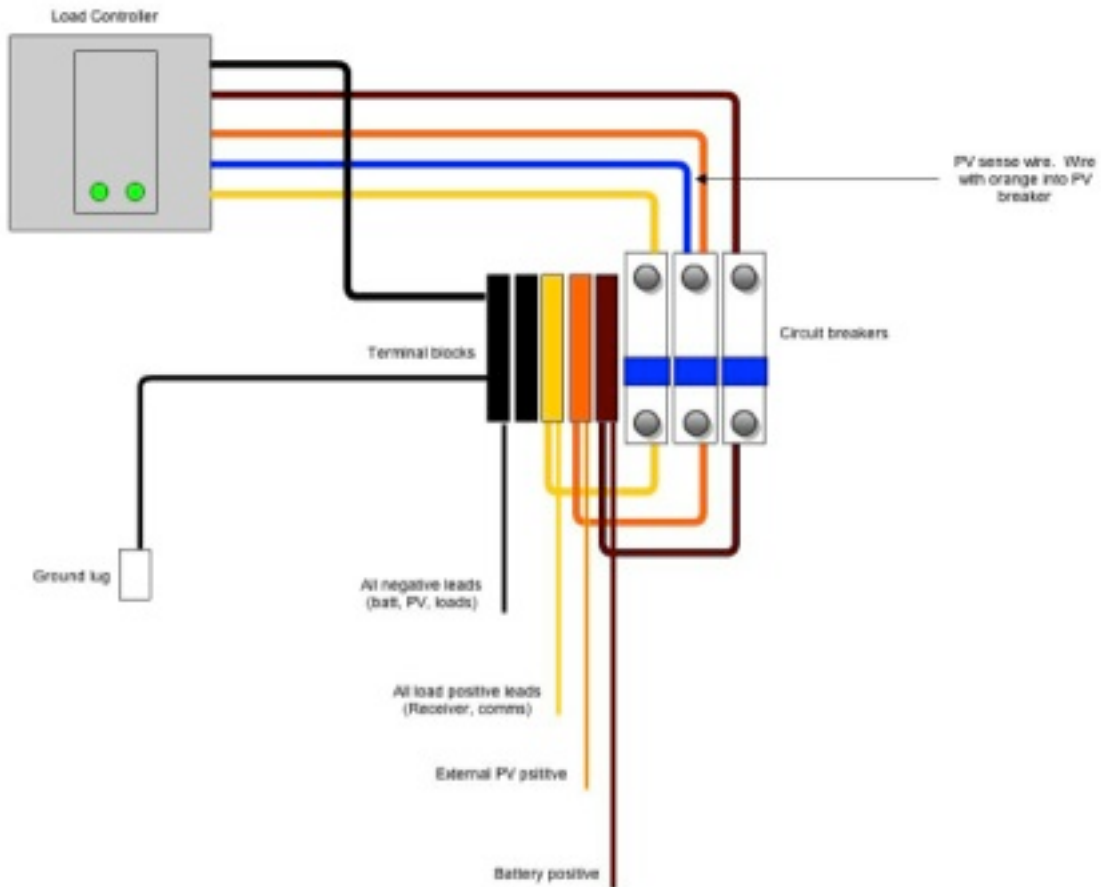 Load Controller
PV sense wire. Wire
with orange into PV
breaker
Circuit breakers
Terminal blocks
Ground lug
All negative leads
(batt, PV, loads)
All load positive leads
(Receiver, comms)
External PV psititve
Battery positive